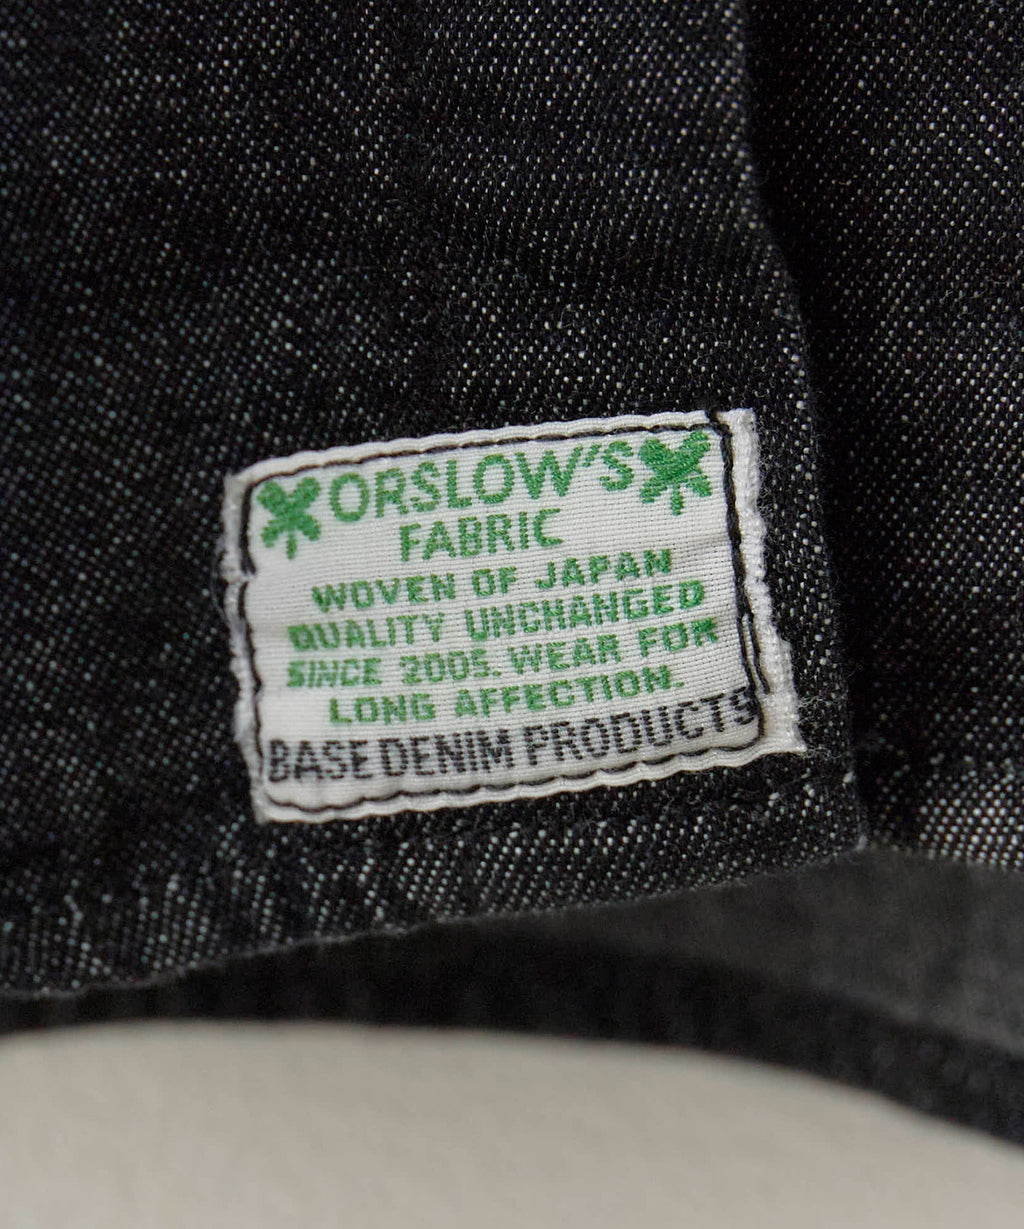 ORSLOW'S
FABRIC
WOVEN OF JAPAN
QUALITY UNCHANGED
SINCE 2005. WEAR FOR
LONG AFFECTION.
BASE DENIM PRODUCTS